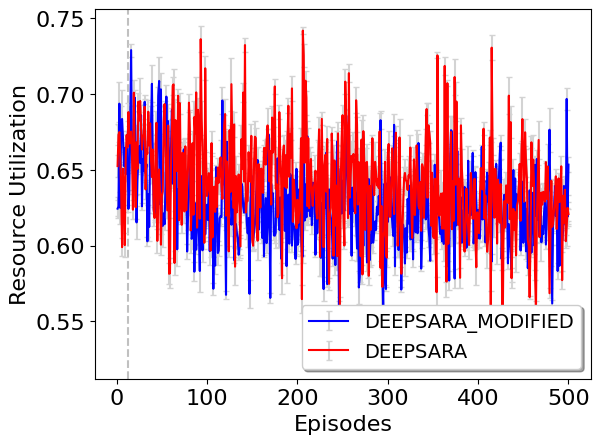 0.75
0.70
0.65
0.60
0.55
Resource Utilization
0
100
200
300
400
500
Episodes
DEEPSARA_MODIFIED
DEEPSARA